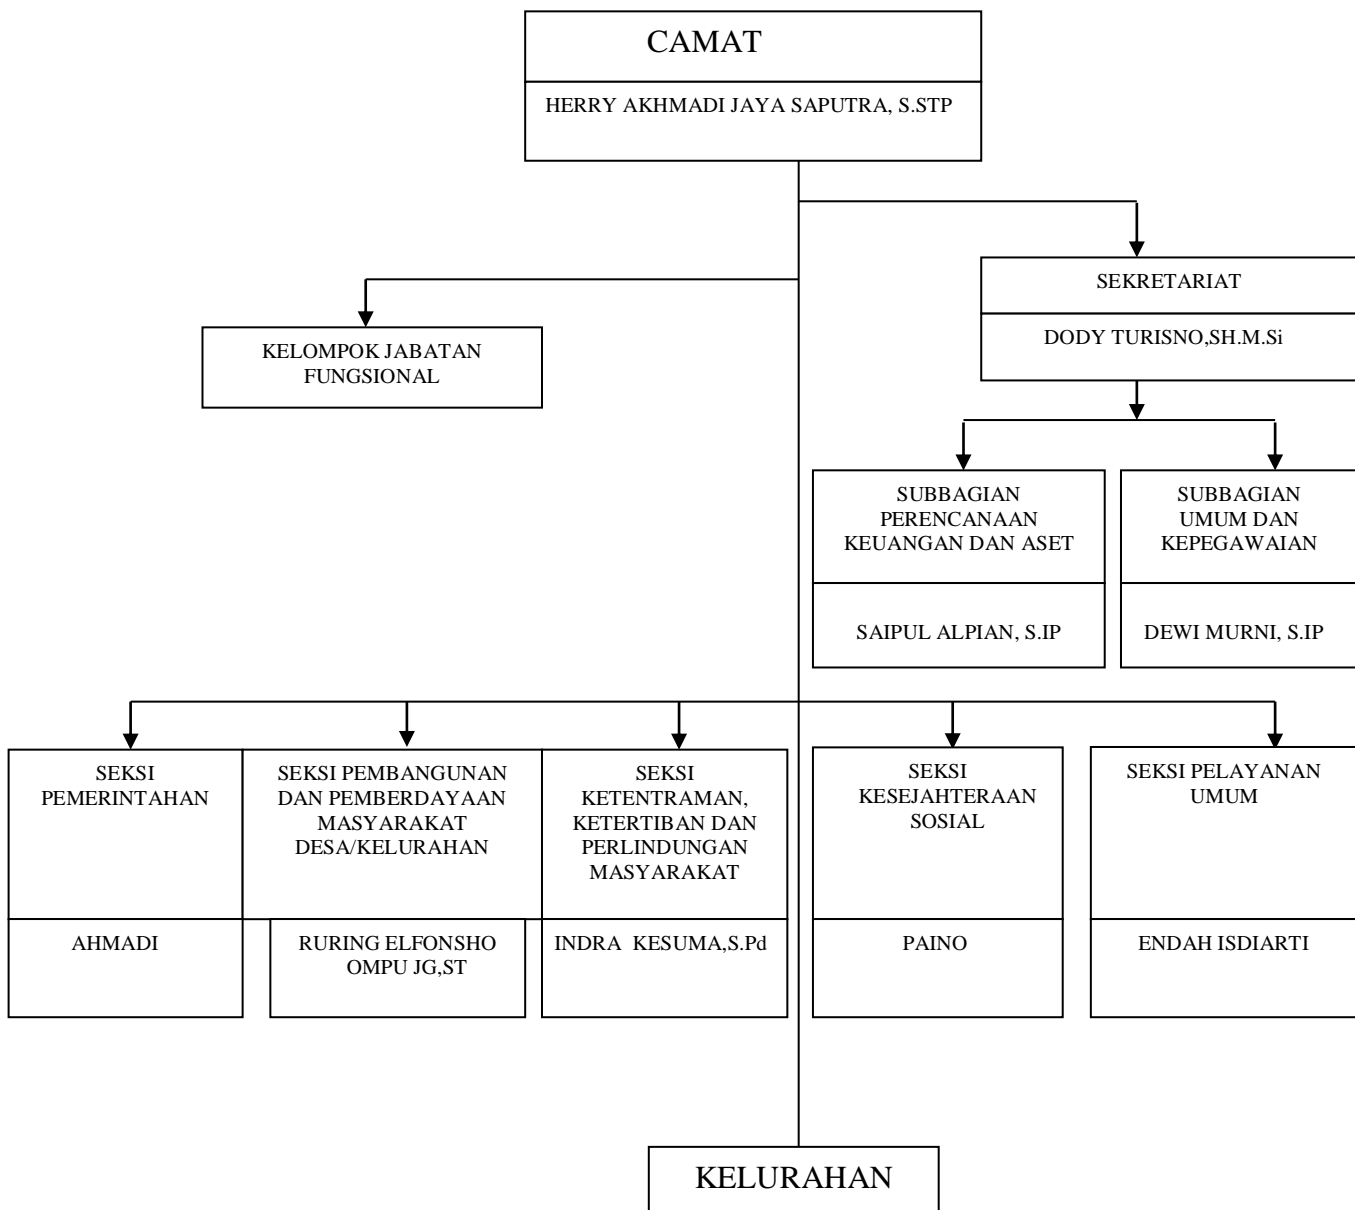 CAMAT
HERRY AKHMADI JAYA SAPUTRA, S.STP
SEKRETARIAT
DODY TURISNO,SH.M.Si
KELOMPOK JABATAN
FUNGSIONAL
SUBBAGIAN
PERENCANAAN
KEUANGAN DAN ASET
SAIPUL ALPIAN, S.IP
SUBBAGIAN
UMUM DAN
KEPEGAWAIAN
DEWI MURNI, S.IP
SEKSI
PEMERINTAHAN
AHMADI
SEKSI PEMBANGUNAN
DAN PEMBERDAYAAN
MASYARAKAT
DESA/KELURAHAN
RURING ELFONSHO
OMPU JG,ST
SEKSI
KETENTRAMAN,
KETERTIBAN DAN
PERLINDUNGAN
MASYARAKAT
INDRA  KESUMA,S.Pd
SEKSI
KESEJAHTERAAN
SOSIAL
PAINO
SEKSI PELAYANAN
UMUM
ENDAH ISDIARTI
KELURAHAN